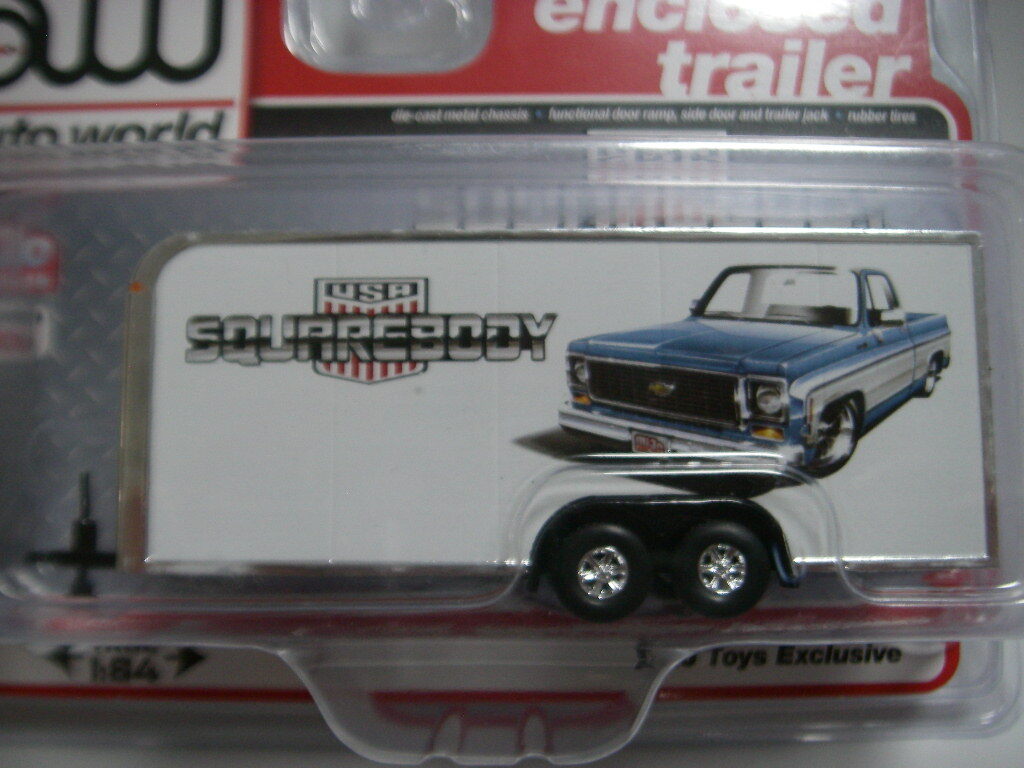 aw
auto world
enclosed
trailer
die-cast metal chassis • functional door ramp, side door and trailer jack • rubber tires
USA
SQUAREBODY
1:64
Toys Exclusive